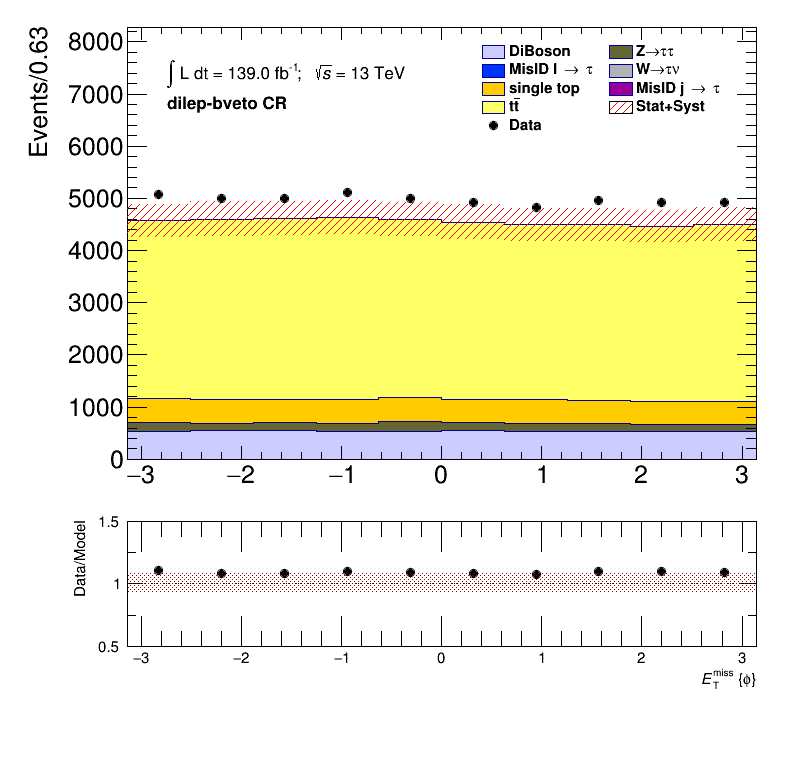 Events/0.63
8000
7000
6000
5000
4000
3000
2000
1000
0
∫ L dt = 139.0 fb⁻¹; √s = 13 TeV
dilep-bveto CR
DiBoson
MisID l → τ
single top
tt̄
Data
Z→ττ
W→τν
MisID j → τ
Stat+Syst
−3 −2 −1 0 1 2 3
Data/Model
1.5
1
0.5
−3 −2 −1 0 1 2 3
E_T^miss {ϕ}